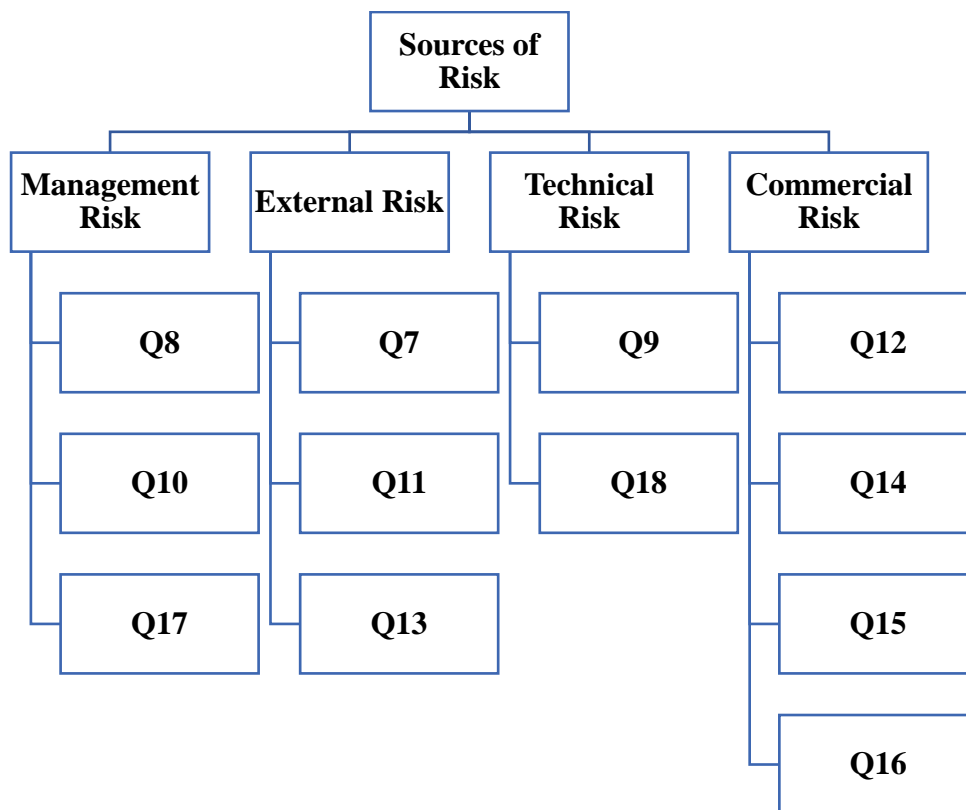 Sources of
Risk
Management
Risk
External Risk
Technical
Risk
Commercial
Risk
Q8
Q7
Q9
Q12
Q10
Q11
Q18
Q14
Q17
Q13
Q15
Q16